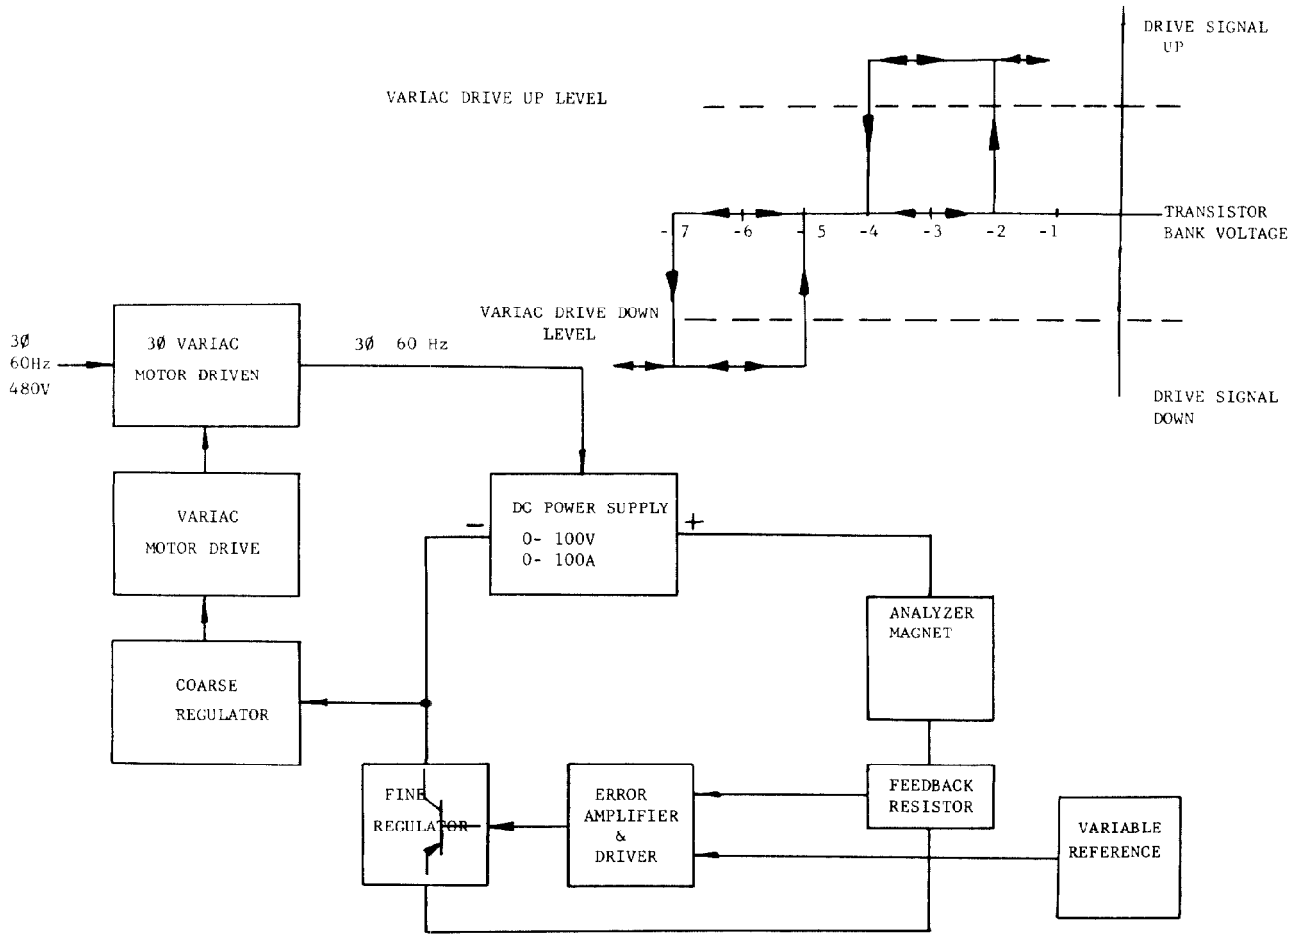 DRIVE SIGNAL
UP
VARIAC DRIVE UP LEVEL
TRANSISTOR
BANK VOLTAGE
-7 -6 -5 -4 -3 -2 -1
VARIAC DRIVE DOWN
LEVEL
DRIVE SIGNAL
DOWN
3Ø
60Hz
480V
3Ø VARIAC
MOTOR DRIVEN
3Ø 60 Hz
VARIAC
MOTOR DRIVE
DC POWER SUPPLY
0- 100V
0- 100A
-
+
ANALYZER
MAGNET
COARSE
REGULATOR
FINE
REGULATOR
ERROR
AMPLIFIER
&
DRIVER
FEEDBACK
RESISTOR
VARIABLE
REFERENCE